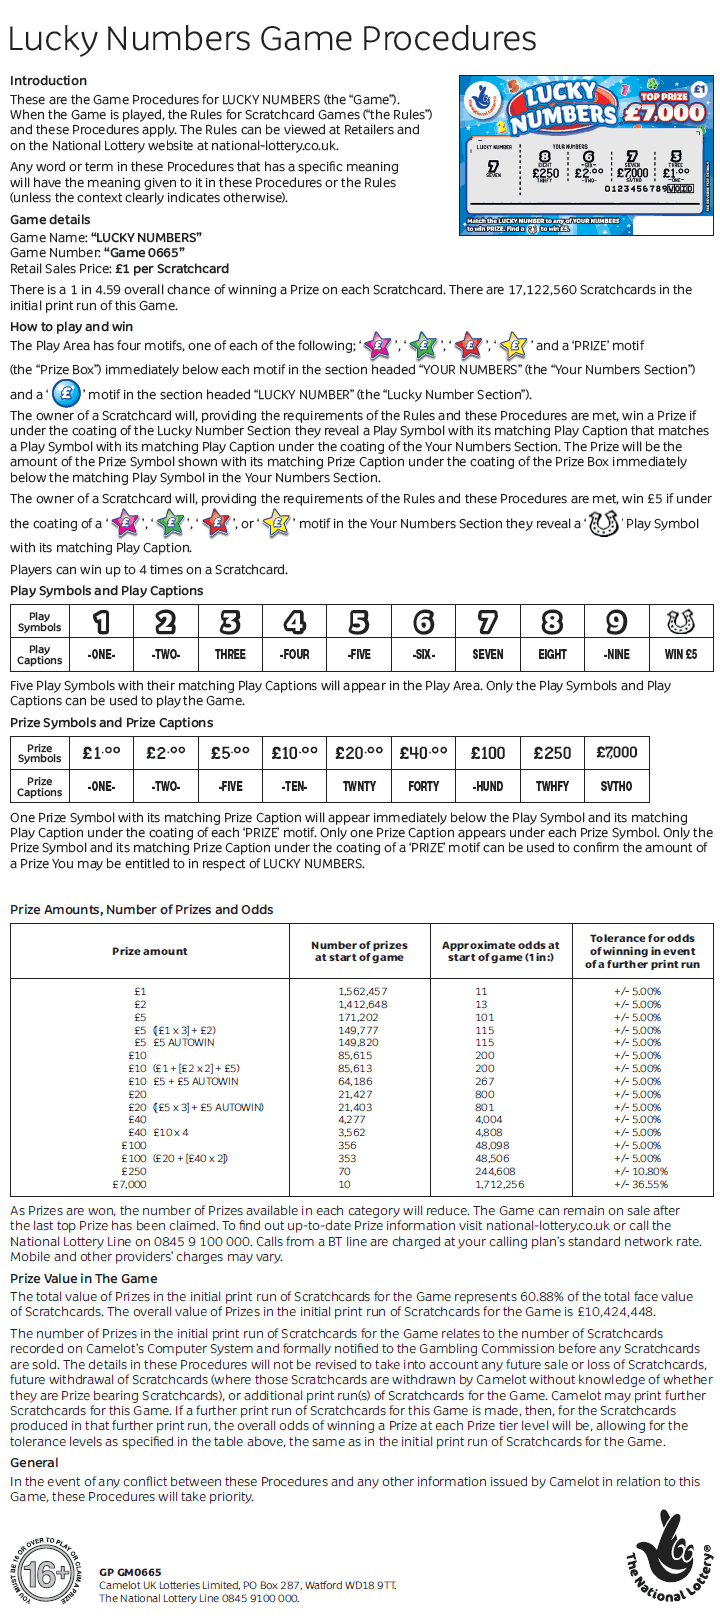 Lucky Numbers Game Procedures
Introduction
These are the Game Procedures for LUCKY NUMBERS (the “Game”).
When the Game is played, the Rules for Scratchcard Games (“the Rules”)
and these Procedures apply. The Rules can be viewed at Retailers and
on the National Lottery website at national-lottery.co.uk.
Any word or term in these Procedures that has a specific meaning
will have the meaning given to it in these Procedures or the Rules
(unless the context clearly indicates otherwise).
LUCKY NUMBERS
£1
TOP PRIZE
£7,000
LUCKY NUMBER YOUR NUMBERS
7 8 6 7 3
SEVEN EIGHT -SIX- SEVEN THREE
£250 £2.00 £7,000 £1.00
TWHFY -TWO- SVTHO -ONE-
0123456789 VOID
Match the LUCKY NUMBER to any of YOUR NUMBERS
to win PRIZE. Find a to win £5.
Game details
Game Name: “LUCKY NUMBERS”
Game Number: “Game 0665”
Retail Sales Price: £1 per Scratchcard
There is a 1 in 4.59 overall chance of winning a Prize on each Scratchcard. There are 17,122,560 Scratchcards in the
initial print run of this Game.
How to play and win
The Play Area has four motifs, one of each of the following; ‘£’, ‘£’, ‘£’, ‘£’ and a ‘PRIZE’ motif
(the “Prize Box”) immediately below each motif in the section headed “YOUR NUMBERS” (the “Your Numbers Section”)
and a ‘£’ motif in the section headed “LUCKY NUMBER” (the “Lucky Number Section”).
The owner of a Scratchcard will, providing the requirements of the Rules and these Procedures are met, win a Prize if
under the coating of the Lucky Number Section they reveal a Play Symbol with its matching Play Caption that matches
a Play Symbol with its matching Play Caption under the coating of the Your Numbers Section. The Prize will be the
amount of the Prize Symbol shown with its matching Prize Caption under the coating of the Prize Box immediately
below the matching Play Symbol in the Your Numbers Section.
The owner of a Scratchcard will, providing the requirements of the Rules and these Procedures are met, win £5 if under
the coating of a ‘£’, ‘£’, ‘£’, or ‘£’ motif in the Your Numbers Section they reveal a ‘ ’ Play Symbol
with its matching Play Caption.
Players can win up to 4 times on a Scratchcard.
Play Symbols and Play Captions
Play Symbols 1 2 3 4 5 6 7 8 9
Play Captions -ONE- -TWO- THREE -FOUR -FIVE -SIX- SEVEN EIGHT -NINE WIN £5
Five Play Symbols with their matching Play Captions will appear in the Play Area. Only the Play Symbols and Play
Captions can be used to play the Game.
Prize Symbols and Prize Captions
Prize Symbols £1.00 £2.00 £5.00 £10.00 £20.00 £40.00 £100 £250 £7,000
Prize Captions -ONE- -TWO- -FIVE -TEN- TWNTY FORTY -HUND TWHFY SVTHO
One Prize Symbol with its matching Prize Caption will appear immediately below the Play Symbol and its matching
Play Caption under the coating of each ‘PRIZE’ motif. Only one Prize Caption appears under each Prize Symbol. Only the
Prize Symbol and its matching Prize Caption under the coating of a ‘PRIZE’ motif can be used to confirm the amount of
a Prize You may be entitled to in respect of LUCKY NUMBERS.
Prize Amounts, Number of Prizes and Odds
Prize amount Number of prizes at start of game Approximate odds at start of game (1 in:) Tolerance for odds of winning in event of a further print run
£1 1,562,457 11 +/- 5.00%
£2 1,412,648 13 +/- 5.00%
£5 171,202 101 +/- 5.00%
£5 ([£1 x 3] + £2) 149,777 115 +/- 5.00%
£5 £5 AUTOWIN 149,820 115 +/- 5.00%
£10 85,615 200 +/- 5.00%
£10 (£1 + [£2 x 2] + £5) 85,613 200 +/- 5.00%
£10 £5 + £5 AUTOWIN 64,186 267 +/- 5.00%
£20 21,427 800 +/- 5.00%
£20 ([£5 x 3] + £5 AUTOWIN) 21,403 801 +/- 5.00%
£40 4,277 4,004 +/- 5.00%
£40 £10 x 4 3,562 4,808 +/- 5.00%
£100 356 48,098 +/- 5.00%
£100 (£20 + [£40 x 2]) 353 48,506 +/- 5.00%
£250 70 244,608 +/- 10.80%
£7,000 10 1,712,256 +/- 36.55%
As Prizes are won, the number of Prizes available in each category will reduce. The Game can remain on sale after
the last top Prize has been claimed. To find out up-to-date Prize information visit national-lottery.co.uk or call the
National Lottery Line on 0845 9 100 000. Calls from a BT line are charged at your calling plan’s standard network rate.
Mobile and other providers’ charges may vary.
Prize Value in The Game
The total value of Prizes in the initial print run of Scratchcards for the Game represents 60.88% of the total face value
of Scratchcards. The overall value of Prizes in the initial print run of Scratchcards for the Game is £10,424,448.
The number of Prizes in the initial print run of Scratchcards for the Game relates to the number of Scratchcards
recorded on Camelot’s Computer System and formally notified to the Gambling Commission before any Scratchcards
are sold. The details in these Procedures will not be revised to take into account any future sale or loss of Scratchcards,
future withdrawal of Scratchcards (where those Scratchcards are withdrawn by Camelot without knowledge of whether
they are Prize bearing Scratchcards), or additional print run(s) of Scratchcards for the Game. Camelot may print further
Scratchcards for this Game. If a further print run of Scratchcards for this Game is made, then, for the Scratchcards
produced in that further print run, the overall odds of winning a Prize at each Prize tier level will be, allowing for the
tolerance levels as specified in the table above, the same as in the initial print run of Scratchcards for the Game.
General
In the event of any conflict between these Procedures and any other information issued by Camelot in relation to this
Game, these Procedures will take priority.
YOU MUST BE 16 OR OVER TO PLAY OR CLAIM A PRIZE
16+
GP GM0665
Camelot UK Lotteries Limited, PO Box 287, Watford WD18 9TT.
The National Lottery Line 0845 9100 000.
The National Lottery®